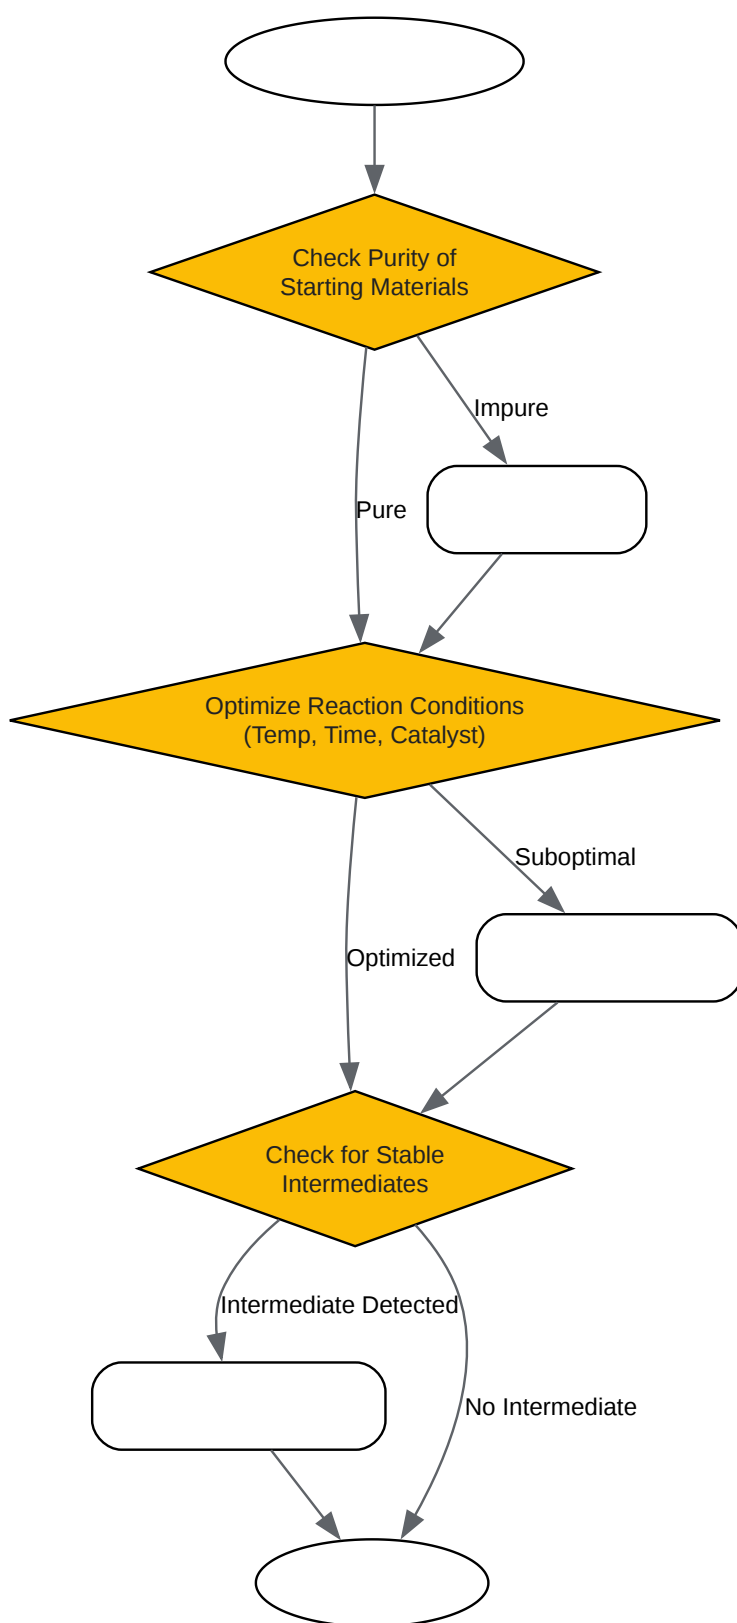 Check Purity of
Starting Materials
Impure
Pure
Optimize Reaction Conditions
(Temp, Time, Catalyst)
Suboptimal
Optimized
Check for Stable
Intermediates
Intermediate Detected
No Intermediate